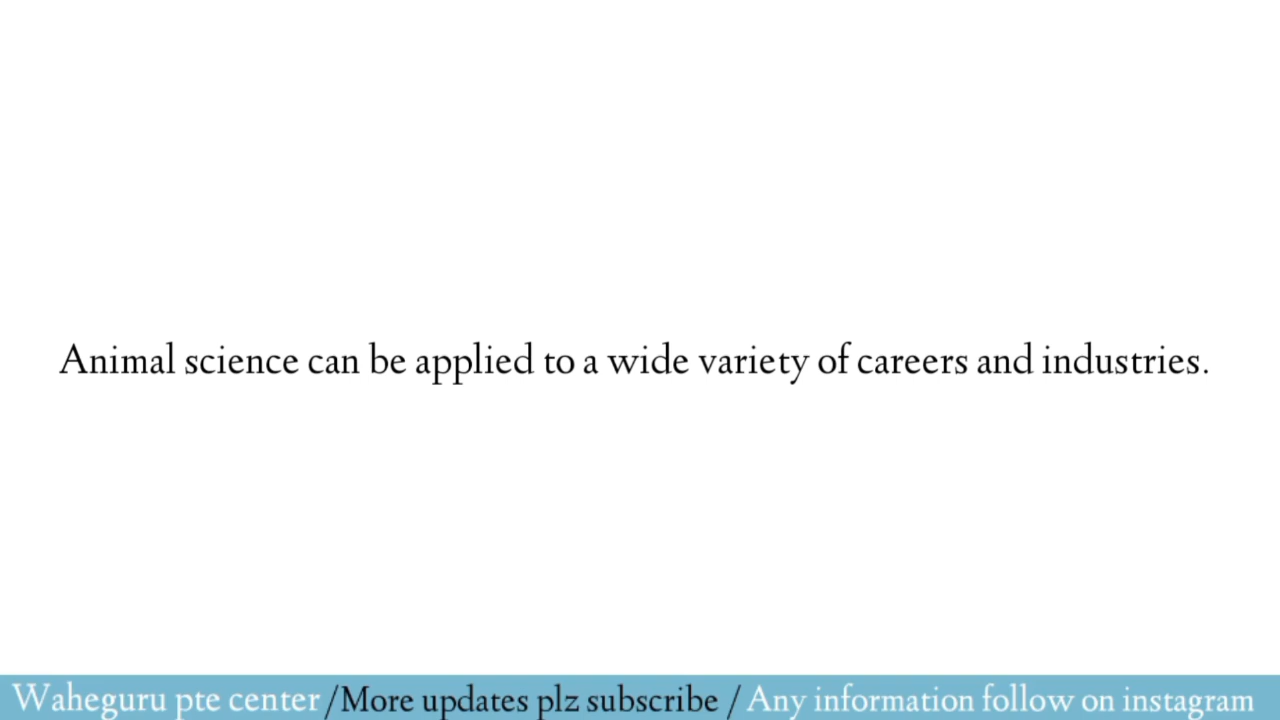 Animal science can be applied to a wide variety of careers and industries.
Waheguru pte center /More updates plz subscribe / Any information follow on instagram